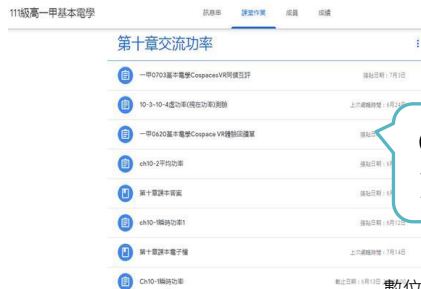 111級高一甲基本電學
訊息串 課堂作業 成員 成績
第十章交流功率
一甲0703基本電學CospacesVR同儕互評 張貼日期：7月1日
10-3-10-4虛功率(視在功率)測驗 上次編輯時間：6月24日
一甲0620基本電學Cospace VR體驗回饋單 張貼日
ch10-2平均功率 張貼日期：6
第十章課本答案 張貼日期：6
ch10-1瞬時功率1 張貼日期：6月12
第十章課本電子檔 上次編輯時間：7月14日
Ch10-1瞬時功率 截止日期：6月13日
數位